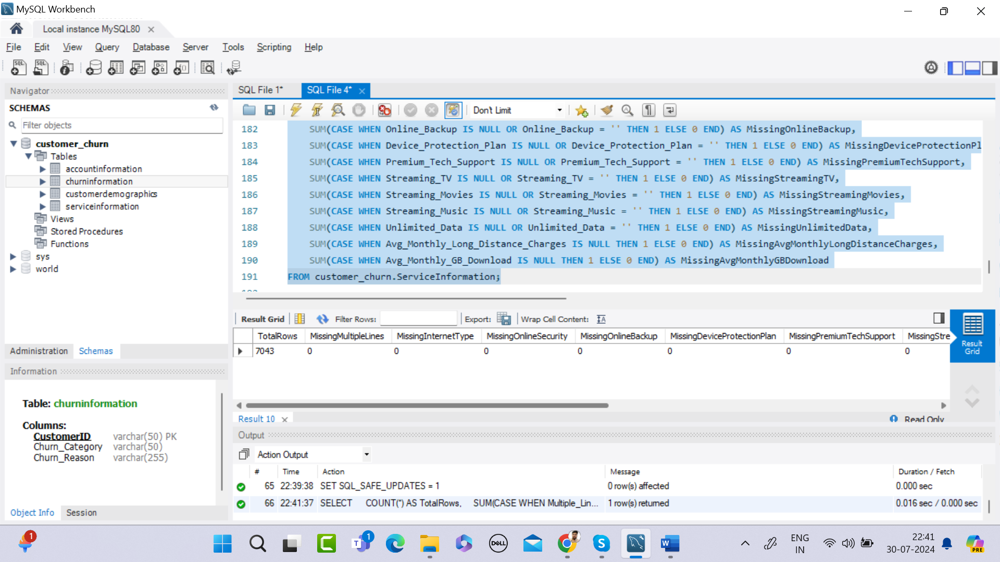 MySQL Workbench
Local instance MySQL80
File Edit View Query Database Server Tools Scripting Help
Navigator
SCHEMAS
Filter objects
customer_churn
Tables
accountinformation
churninformation
customerdemographics
serviceinformation
Views
Stored Procedures
Functions
sys
world
Administration Schemas
Information
Table: churninformation
Columns:
CustomerID varchar(50) PK
Churn_Category varchar(50)
Churn_Reason varchar(255)
Object Info Session
SQL File 1* SQL File 4*
Don't Limit
182 SUM(CASE WHEN Online_Backup IS NULL OR Online_Backup = '' THEN 1 ELSE 0 END) AS MissingOnlineBackup,
183 SUM(CASE WHEN Device_Protection_Plan IS NULL OR Device_Protection_Plan = '' THEN 1 ELSE 0 END) AS MissingDeviceProtectionPl
184 SUM(CASE WHEN Premium_Tech_Support IS NULL OR Premium_Tech_Support = '' THEN 1 ELSE 0 END) AS MissingPremiumTechSupport,
185 SUM(CASE WHEN Streaming_TV IS NULL OR Streaming_TV = '' THEN 1 ELSE 0 END) AS MissingStreamingTV,
186 SUM(CASE WHEN Streaming_Movies IS NULL OR Streaming_Movies = '' THEN 1 ELSE 0 END) AS MissingStreamingMovies,
187 SUM(CASE WHEN Streaming_Music IS NULL OR Streaming_Music = '' THEN 1 ELSE 0 END) AS MissingStreamingMusic,
188 SUM(CASE WHEN Unlimited_Data IS NULL OR Unlimited_Data = '' THEN 1 ELSE 0 END) AS MissingUnlimitedData,
189 SUM(CASE WHEN Avg_Monthly_Long_Distance_Charges IS NULL THEN 1 ELSE 0 END) AS MissingAvgMonthlyLongDistanceCharges,
190 SUM(CASE WHEN Avg_Monthly_GB_Download IS NULL THEN 1 ELSE 0 END) AS MissingAvgMonthlyGBDownload
191 FROM customer_churn.ServiceInformation;
Result Grid Filter Rows: Export: Wrap Cell Content:
TotalRows MissingMultipleLines MissingInternetType MissingOnlineSecurity MissingOnlineBackup MissingDeviceProtectionPlan MissingPremiumTechSupport MissingStre
7043 0 0 0 0 0 0 0
Result Grid
Result 10 Read Only
Output
Action Output
# Time Action Message Duration / Fetch
65 22:39:38 SET SQL_SAFE_UPDATES = 1 0 row(s) affected 0.000 sec
66 22:41:37 SELECT COUNT(*) AS TotalRows, SUM(CASE WHEN Multiple_Lin... 1 row(s) returned 0.016 sec / 0.000 sec
1
1
DELL
ENG
IN
22:41
30-07-2024
PRE